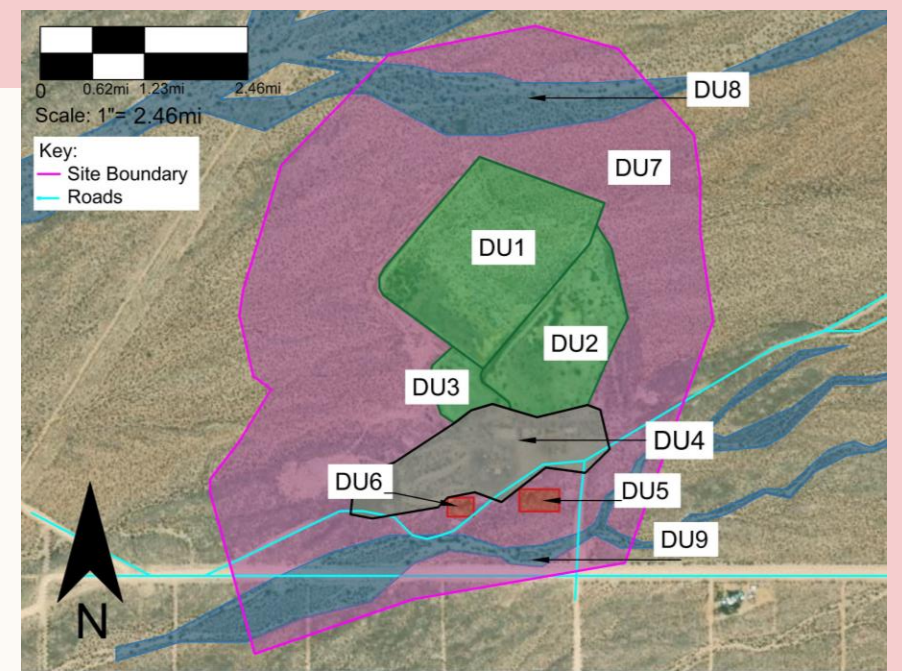 0 0.62mi 1.23mi 2.46mi
Scale: 1"= 2.46mi
Key:
Site Boundary
Roads
DU8
DU7
DU1
DU2
DU3
DU4
DU6
DU5
DU9
N